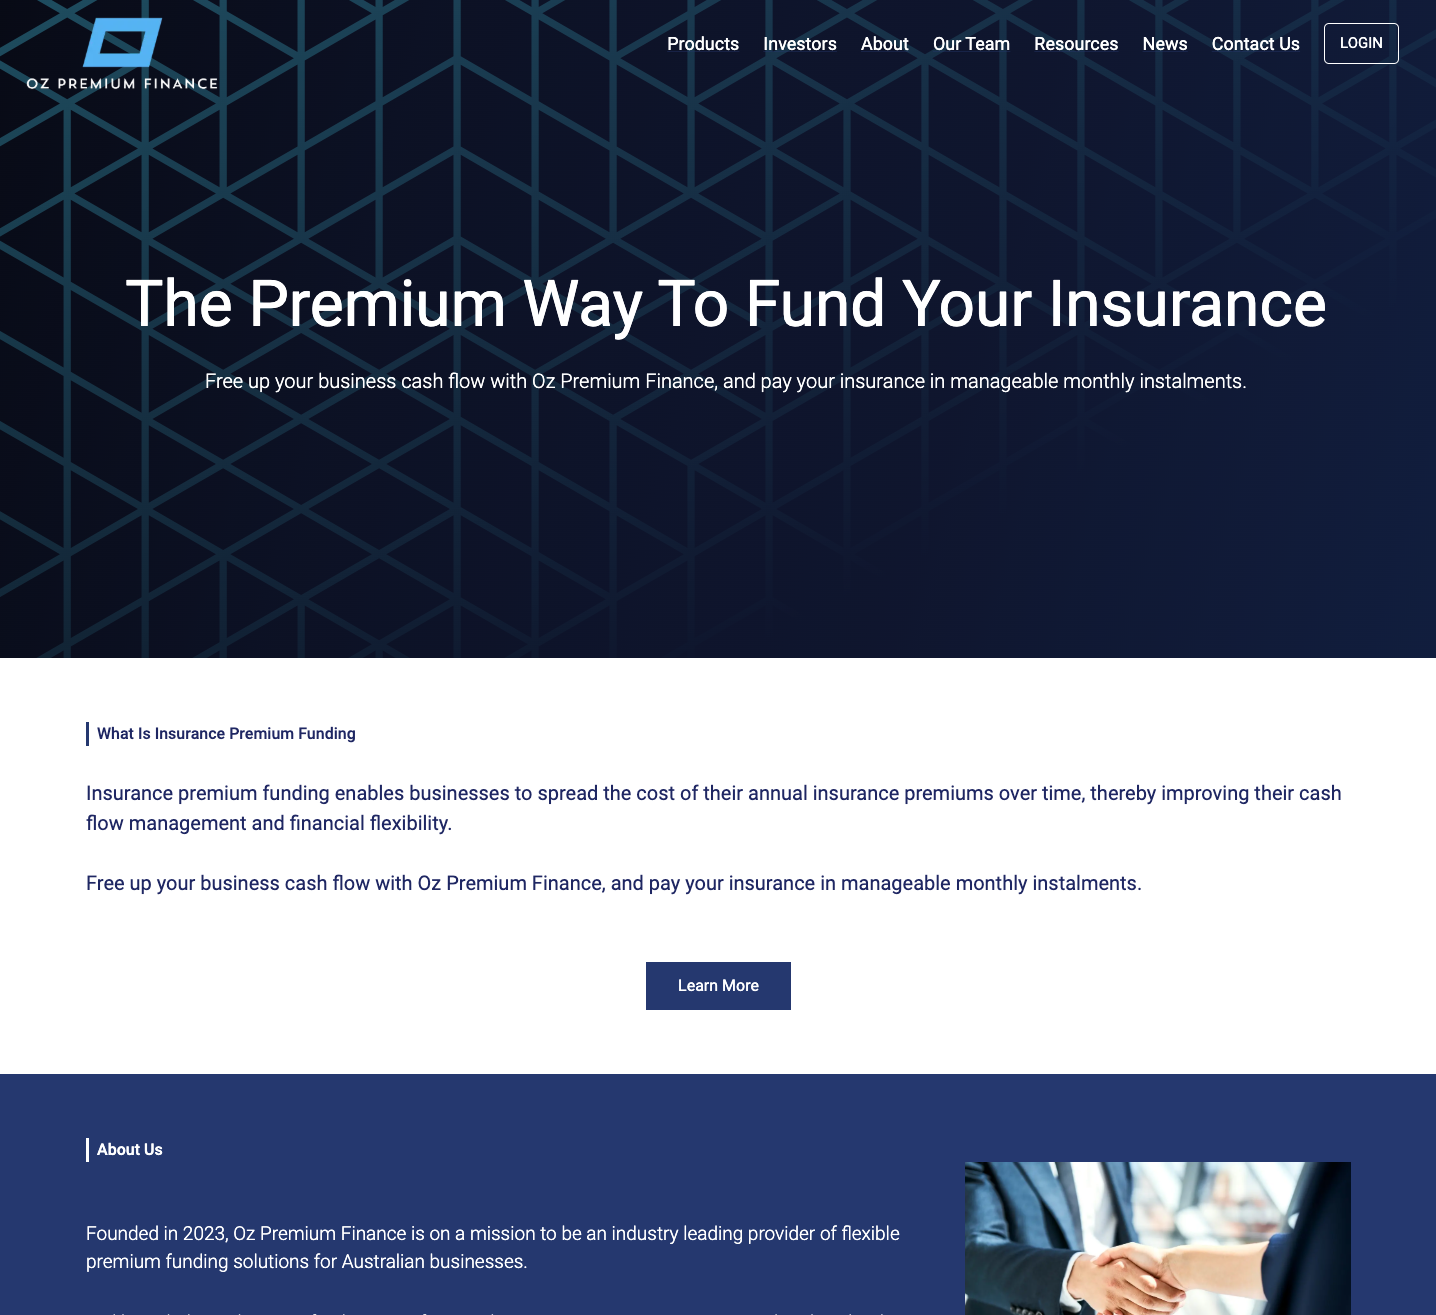 OZ PREMIUM FINANCE
Products Investors About Our Team Resources News Contact Us LOGIN
The Premium Way To Fund Your Insurance
Free up your business cash flow with Oz Premium Finance, and pay your insurance in manageable monthly instalments.
What Is Insurance Premium Funding
Insurance premium funding enables businesses to spread the cost of their annual insurance premiums over time, thereby improving their cash
flow management and financial flexibility.
Free up your business cash flow with Oz Premium Finance, and pay your insurance in manageable monthly instalments.
Learn More
About Us
Founded in 2023, Oz Premium Finance is on a mission to be an industry leading provider of flexible
premium funding solutions for Australian businesses.